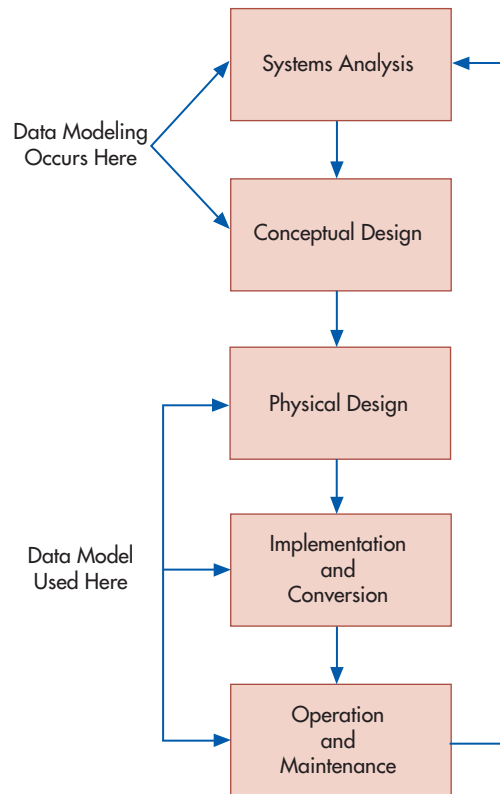 Systems Analysis
Data Modeling
Occurs Here
Conceptual Design
Physical Design
Data Model
Used Here
Implementation
and
Conversion
Operation
and
Maintenance